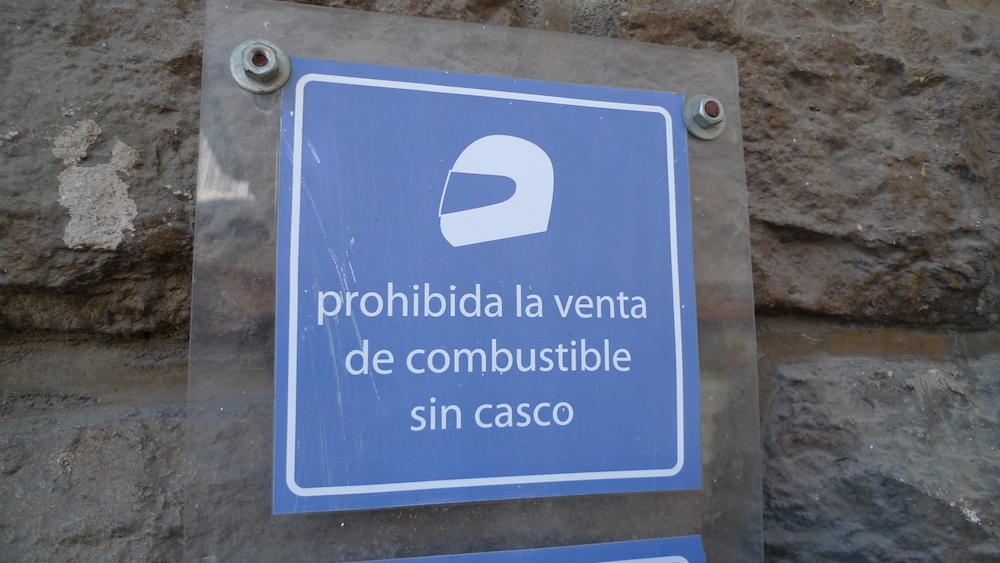 prohibida la venta
de combustible
sin casco